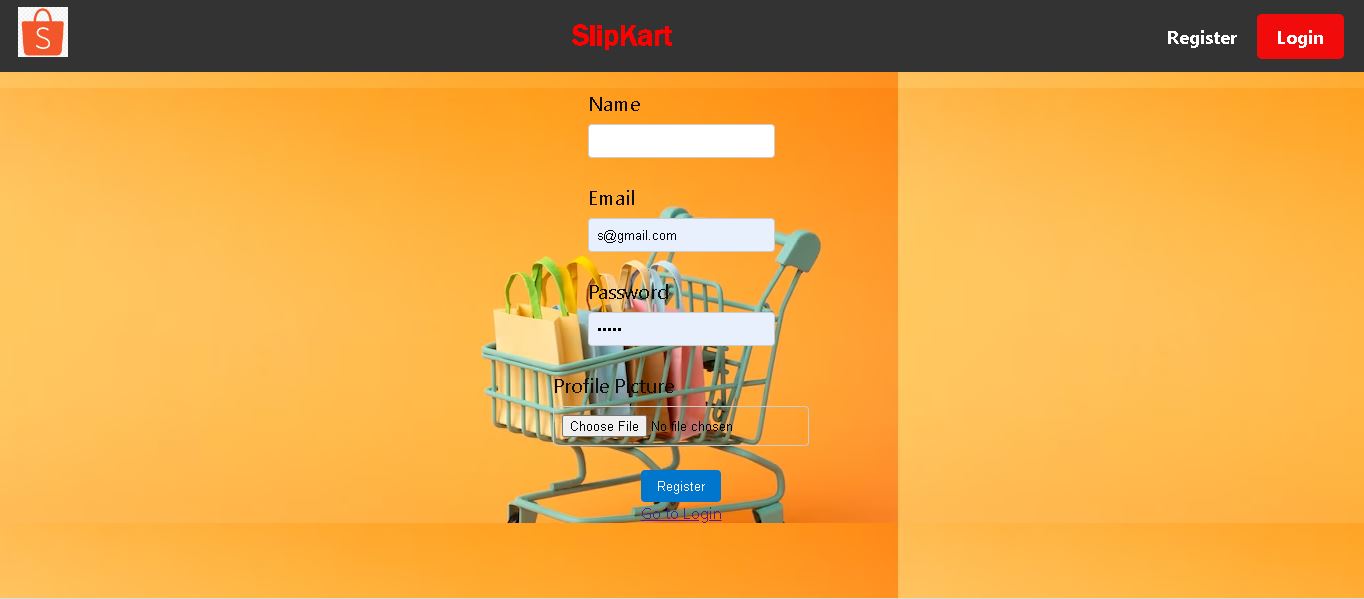 S
SlipKart
Register
Login
Name
Email
s@gmail.com
Password
•••••
Profile Picture
Choose File No file chosen
Register
Go to Login